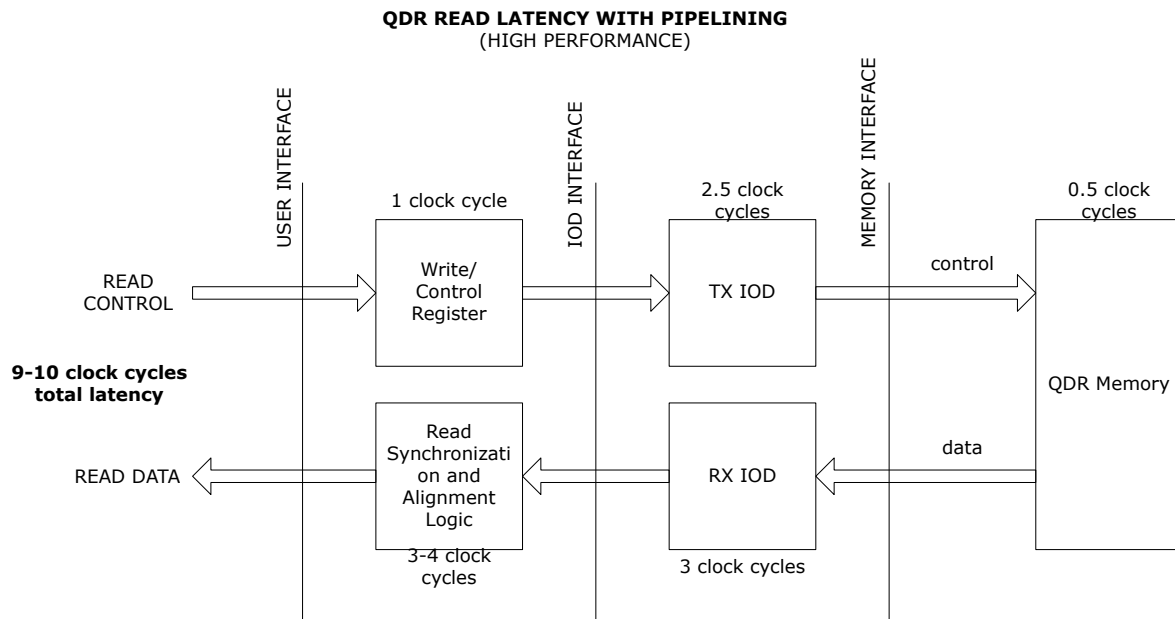 QDR READ LATENCY WITH PIPELINING
(HIGH PERFORMANCE)
USER INTERFACE
IOD INTERFACE
MEMORY INTERFACE
1 clock cycle
2.5 clock
cycles
0.5 clock
cycles
READ
CONTROL
Write/
Control
Register
TX IOD
control
9-10 clock cycles
total latency
QDR Memory
READ DATA
Read
Synchronizati
on and
Alignment
Logic
RX IOD
data
3-4 clock
cycles
3 clock cycles